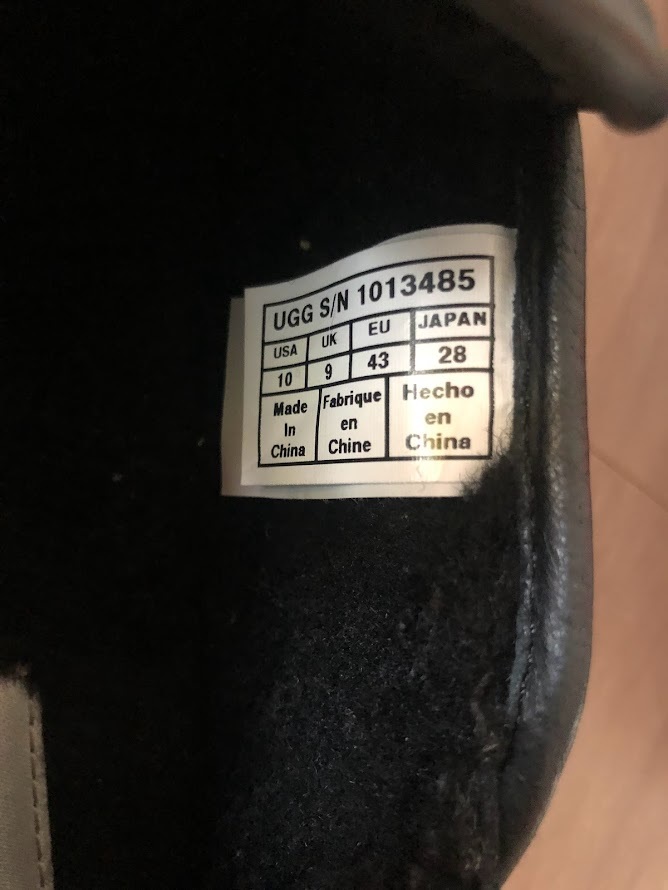 UGG S/N 1013485
USA UK EU JAPAN
10 9 43 28
Made Fabrique Hecho
In en en
China Chine China